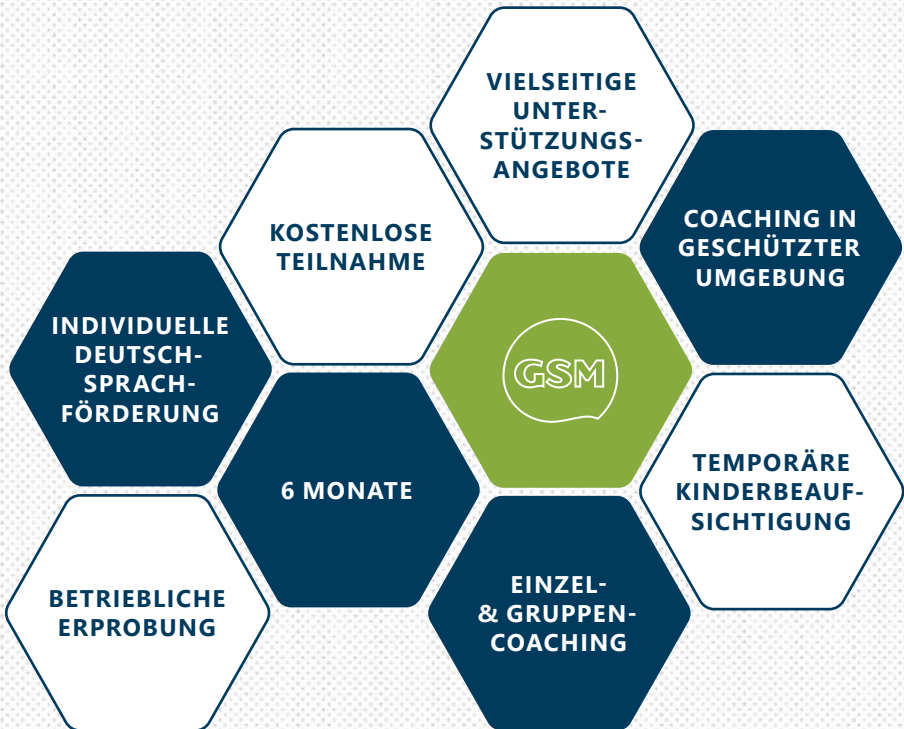 VIELSEITIGE
UNTER-
STÜTZUNGS-
ANGEBOTE
KOSTENLOSE
TEILNAHME
COACHING IN
GESCHÜTZTER
UMGEBUNG
INDIVIDUELLE
DEUTSCH-
SPRACH-
FÖRDERUNG
GSM
6 MONATE
TEMPORÄRE
KINDERBEAUF-
SICHTIGUNG
BETRIEBLICHE
ERPROBUNG
EINZEL-
& GRUPPEN-
COACHING